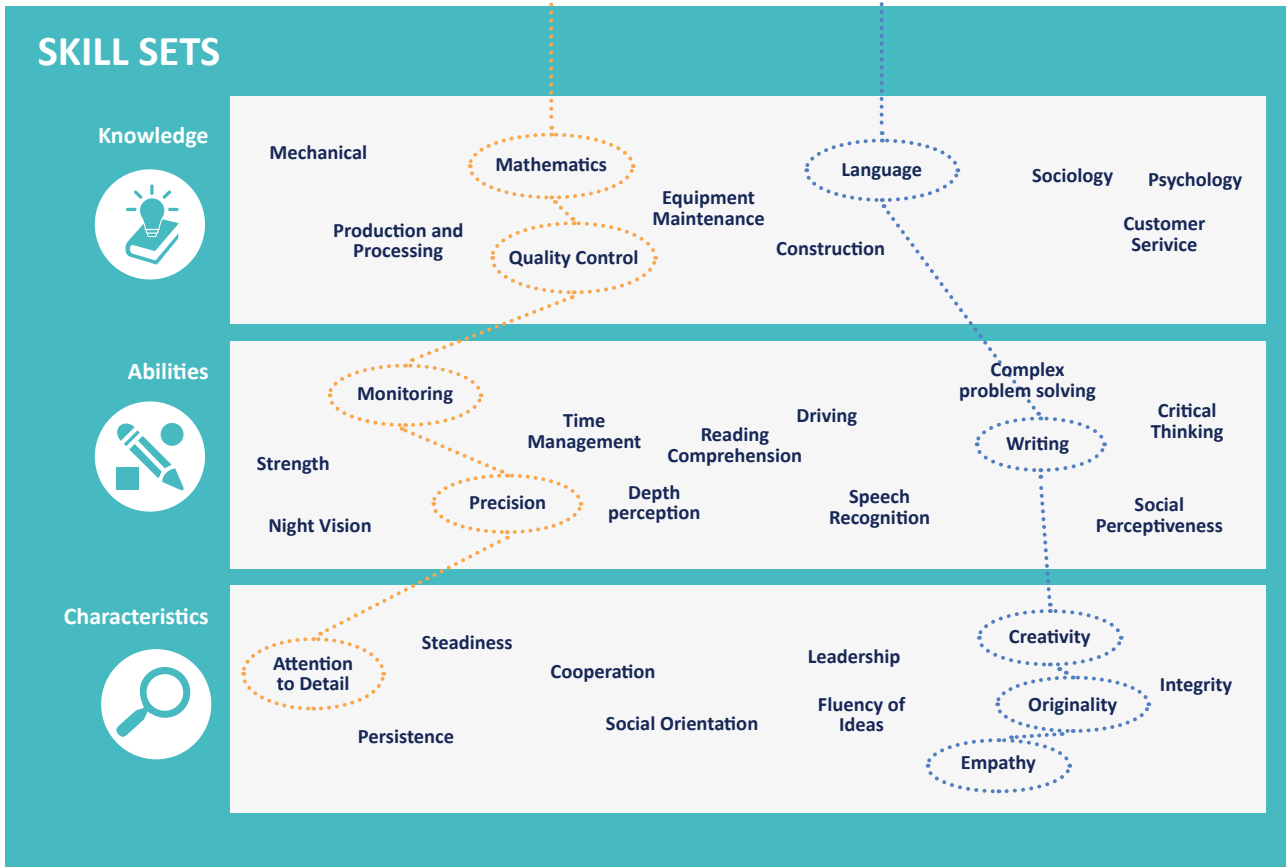 SKILL SETS
Knowledge
Mechanical
Mathematics
Language
Sociology
Psychology
Equipment
Maintenance
Production and
Processing
Quality Control
Construction
Customer
Serivice
Abilities
Monitoring
Complex
problem solving
Time
Management
Driving
Reading
Comprehension
Writing
Critical
Thinking
Strength
Precision
Depth
perception
Speech
Recognition
Social
Perceptiveness
Night Vision
Characteristics
Attention
to Detail
Steadiness
Cooperation
Leadership
Creativity
Integrity
Persistence
Social Orientation
Fluency of
Ideas
Originality
Empathy